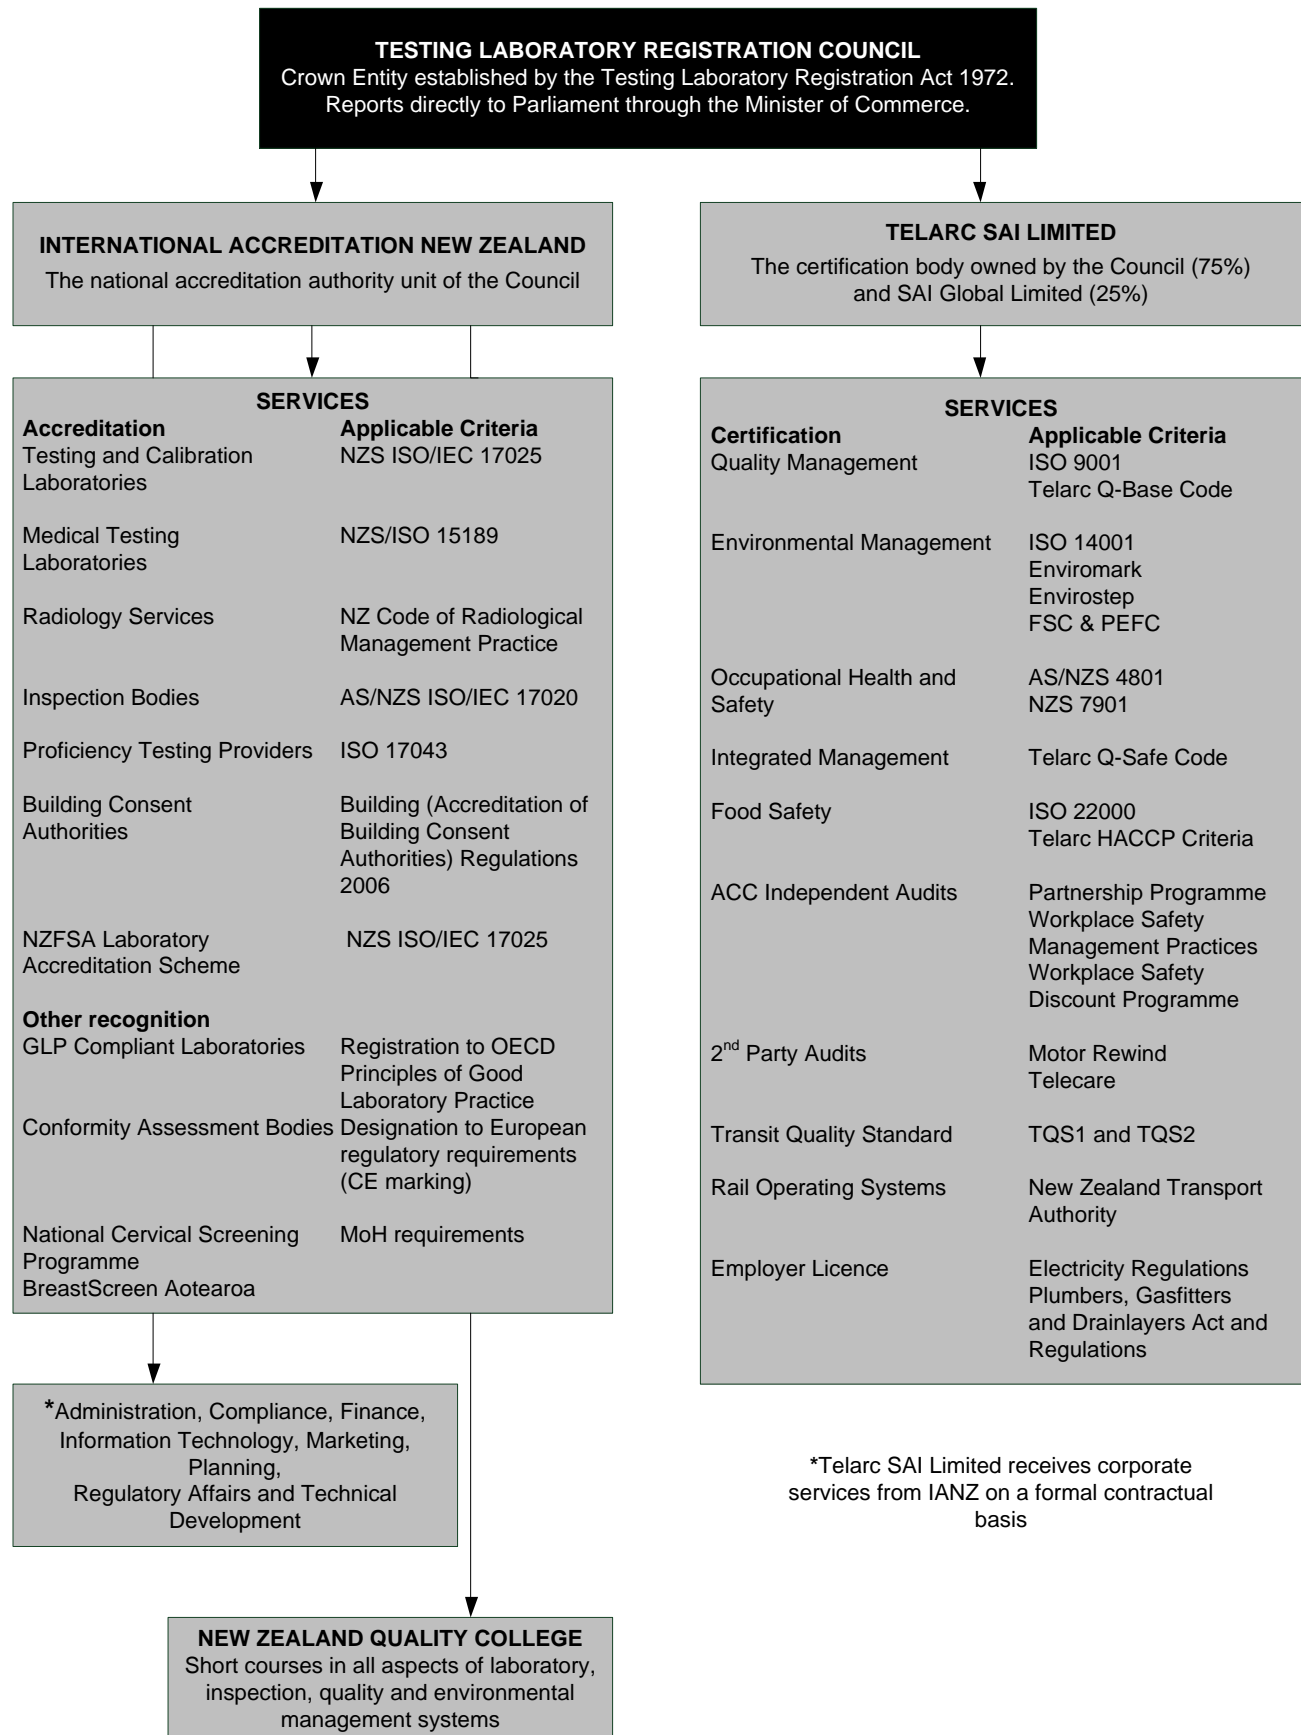 TESTING LABORATORY REGISTRATION COUNCIL
Crown Entity established by the Testing Laboratory Registration Act 1972.
Reports directly to Parliament through the Minister of Commerce.
INTERNATIONAL ACCREDITATION NEW ZEALAND
The national accreditation authority unit of the Council
TELARC SAI LIMITED
The certification body owned by the Council (75%)
and SAI Global Limited (25%)
SERVICES
Accreditation Applicable Criteria
Testing and Calibration NZS ISO/IEC 17025
Laboratories
Medical Testing NZS/ISO 15189
Laboratories
Radiology Services NZ Code of Radiological
Management Practice
Inspection Bodies AS/NZS ISO/IEC 17020
Proficiency Testing Providers ISO 17043
Building Consent Building (Accreditation of
Authorities Building Consent
Authorities) Regulations
2006
NZFSA Laboratory NZS ISO/IEC 17025
Accreditation Scheme
Other recognition
GLP Compliant Laboratories Registration to OECD
Principles of Good
Laboratory Practice
Conformity Assessment Bodies Designation to European
regulatory requirements
(CE marking)
National Cervical Screening MoH requirements
Programme
BreastScreen Aotearoa
SERVICES
Certification Applicable Criteria
Quality Management ISO 9001
Telarc Q-Base Code
Environmental Management ISO 14001
Enviromark
Envirostep
FSC & PEFC
Occupational Health and AS/NZS 4801
Safety NZS 7901
Integrated Management Telarc Q-Safe Code
Food Safety ISO 22000
Telarc HACCP Criteria
ACC Independent Audits Partnership Programme
Workplace Safety
Management Practices
Workplace Safety
Discount Programme
2nd Party Audits Motor Rewind
Telecare
Transit Quality Standard TQS1 and TQS2
Rail Operating Systems New Zealand Transport
Authority
Employer Licence Electricity Regulations
Plumbers, Gasfitters
and Drainlayers Act and
Regulations
*Administration, Compliance, Finance,
Information Technology, Marketing,
Planning,
Regulatory Affairs and Technical
Development
*Telarc SAI Limited receives corporate
services from IANZ on a formal contractual
basis
NEW ZEALAND QUALITY COLLEGE
Short courses in all aspects of laboratory,
inspection, quality and environmental
management systems